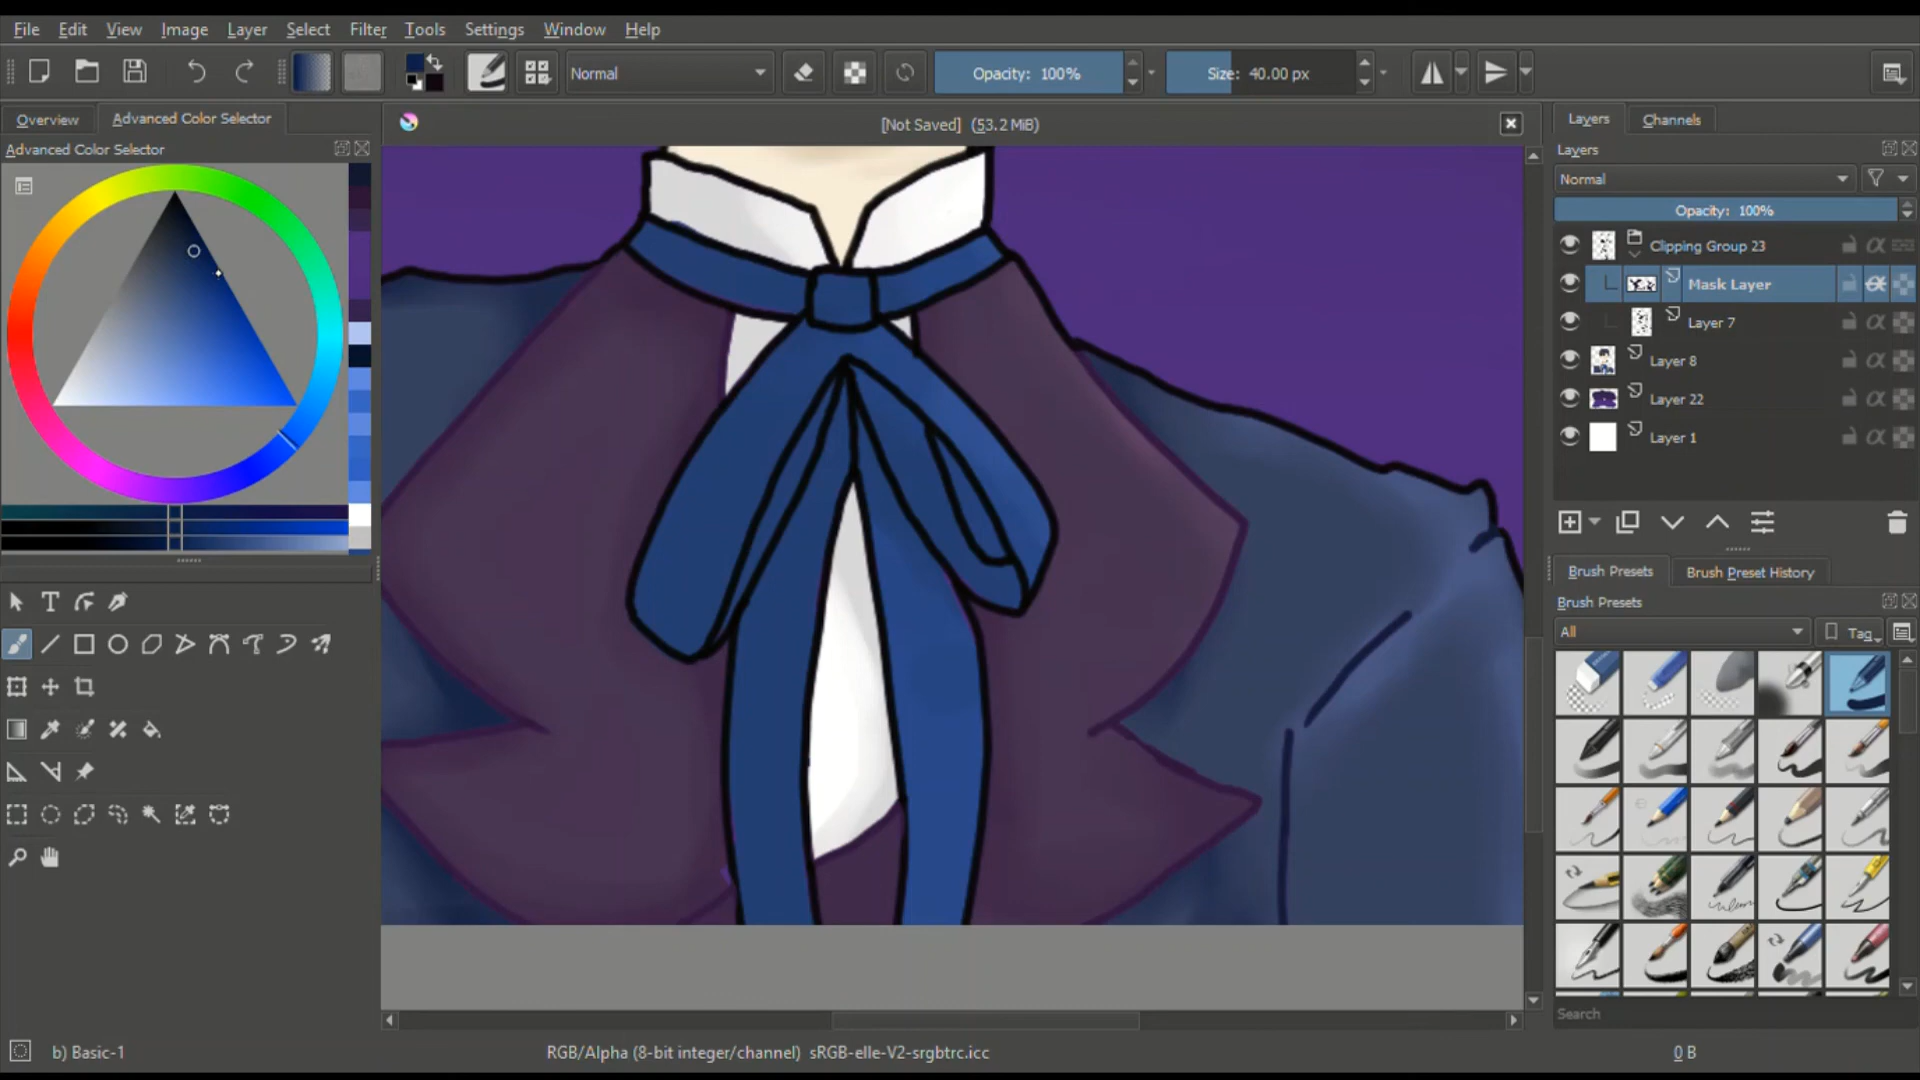 File Edit View Image Layer Select Filter Tools Settings Window Help
Normal Opacity: 100% Size: 40.00 px
Overview Advanced Color Selector
[Not Saved] (53.2 MiB)
Layers Channels
Advanced Color Selector
Layers
Normal
Opacity: 100%
Clipping Group 23
Mask Layer
Layer 7
Layer 8
Layer 22
Layer 1
Brush Presets Brush Preset History
Brush Presets
All Tag
Search
b) Basic-1
RGB/Alpha (8-bit integer/channel) sRGB-elle-V2-srgbtrc.icc
0 B